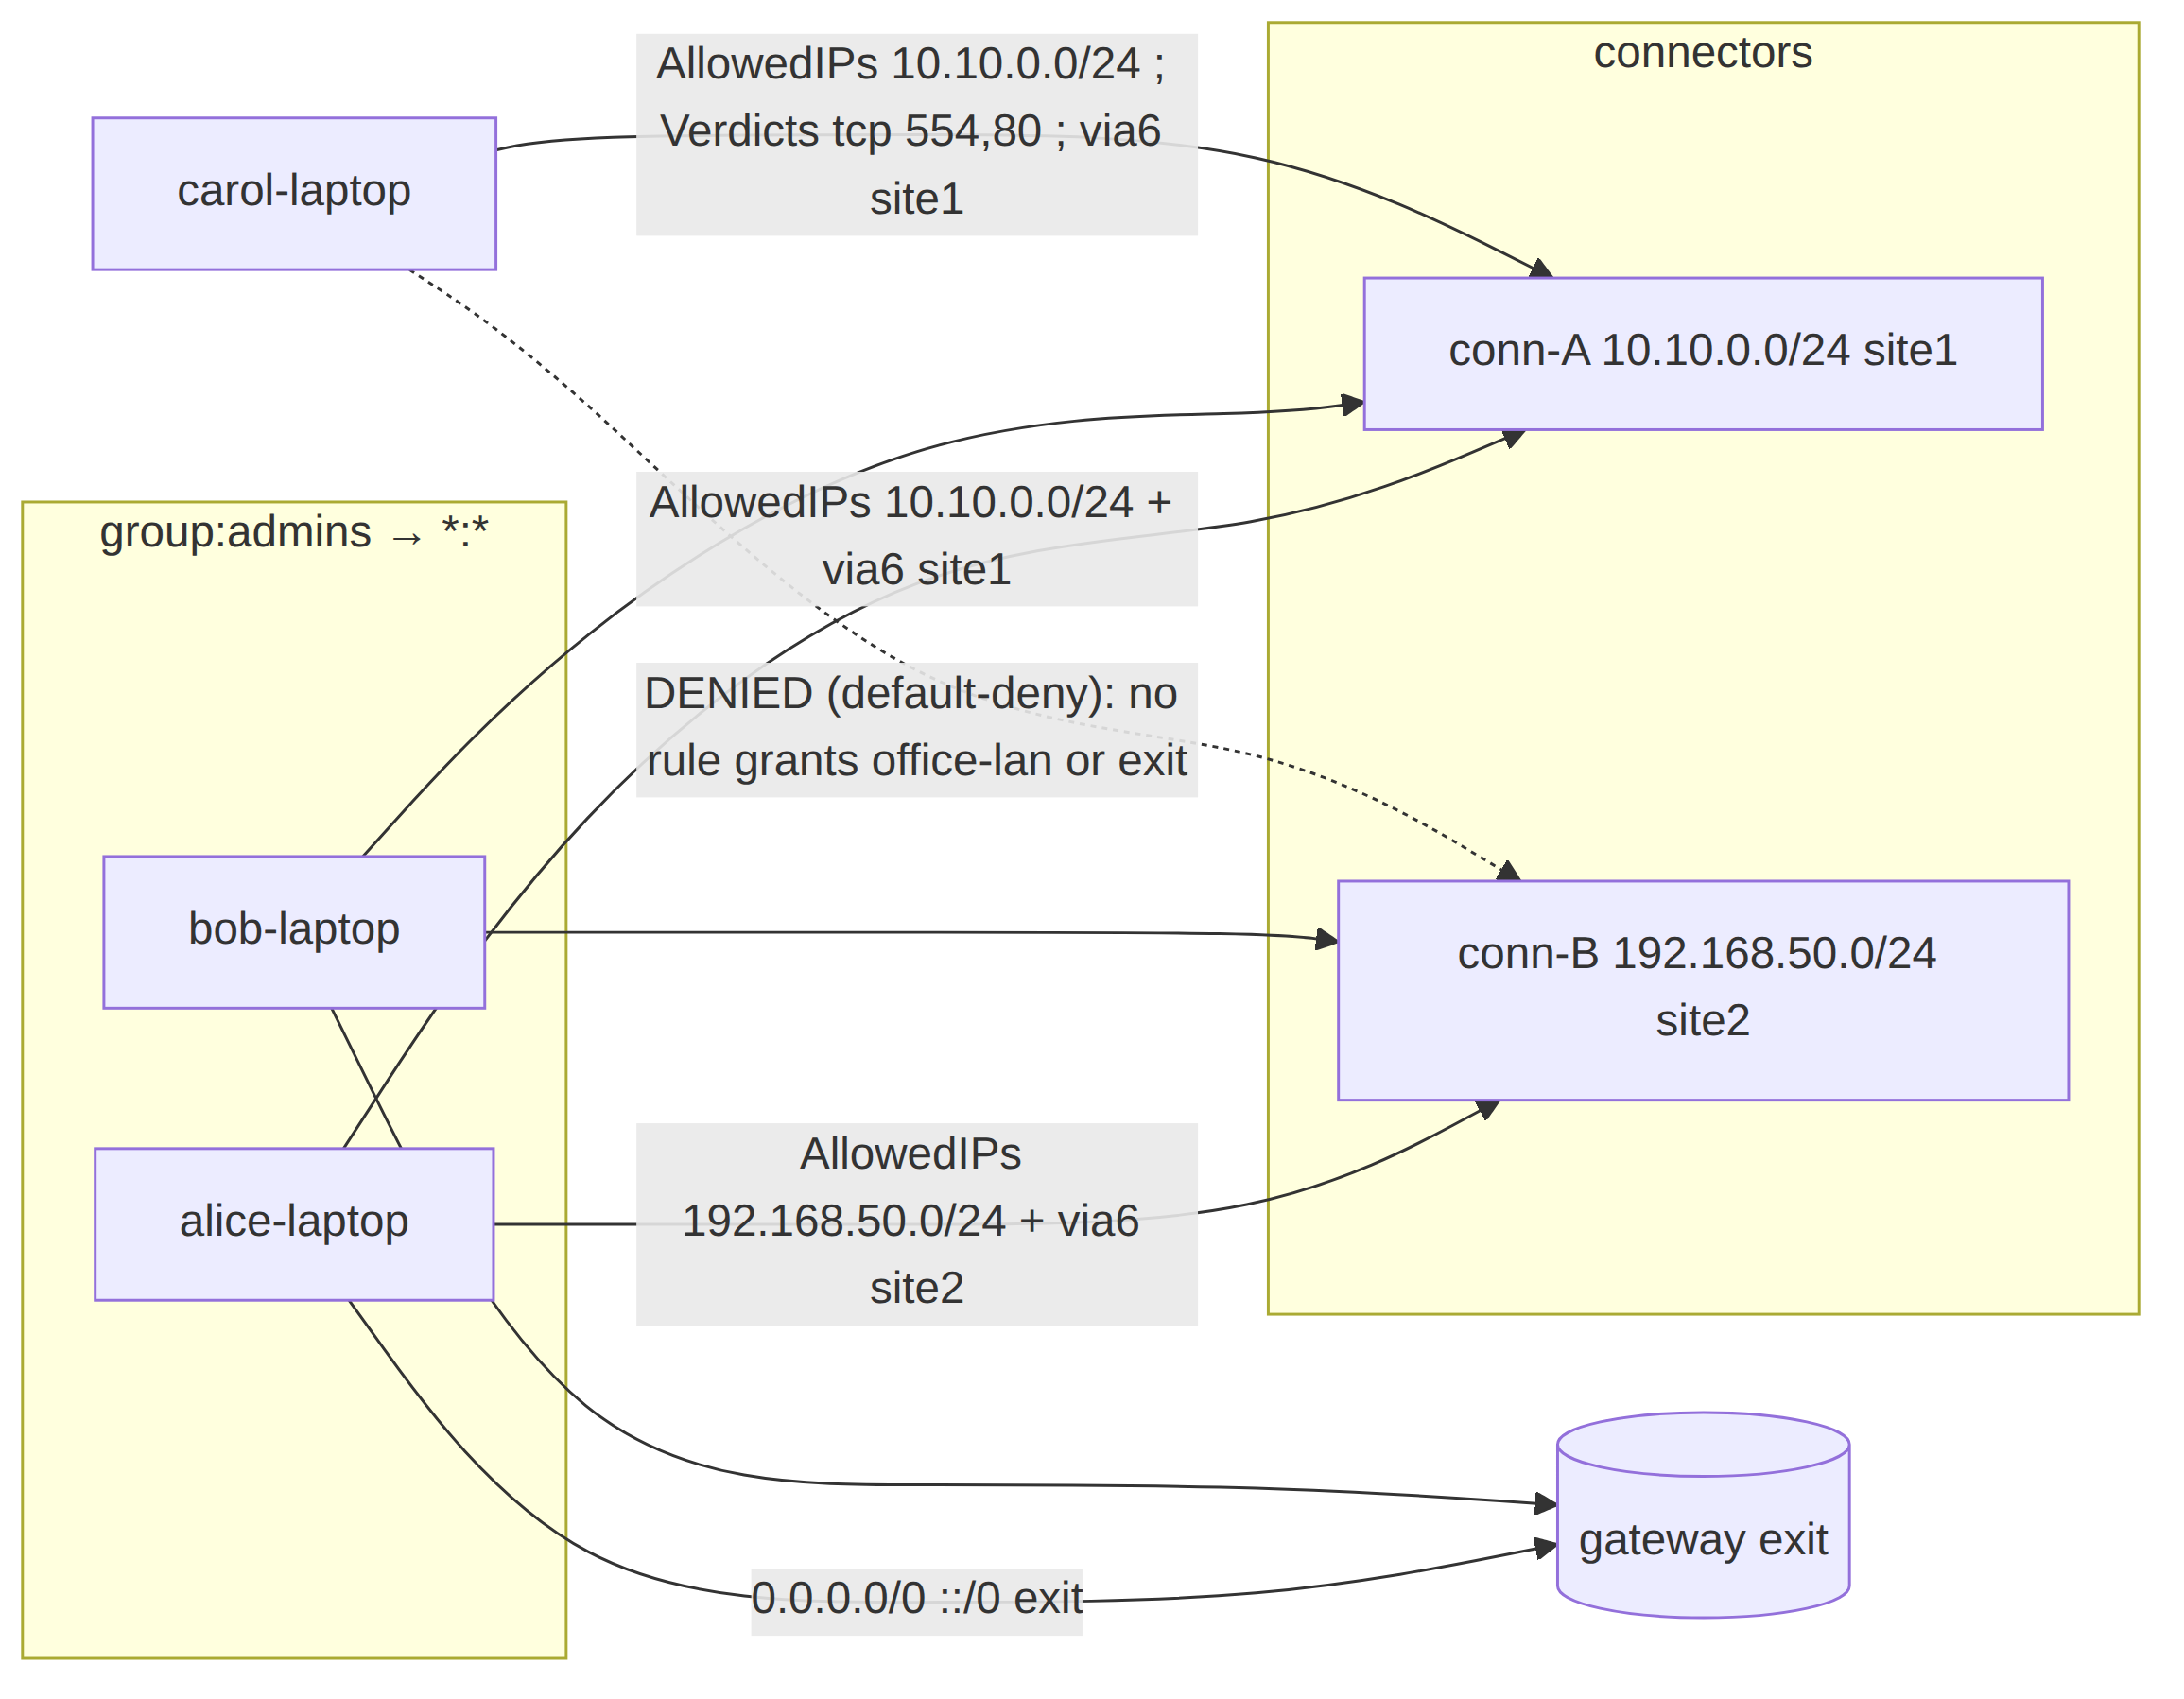 connectors
AllowedIPs 10.10.0.0/24 ;
Verdicts tcp 554,80 ; via6
site1
carol-laptop
conn-A 10.10.0.0/24 site1
AllowedIPs 10.10.0.0/24 +
via6 site1
group:admins → *:*
DENIED (default-deny): no
rule grants office-lan or exit
bob-laptop
conn-B 192.168.50.0/24
site2
AllowedIPs
192.168.50.0/24 + via6
site2
alice-laptop
gateway exit
0.0.0.0/0 ::/0 exit